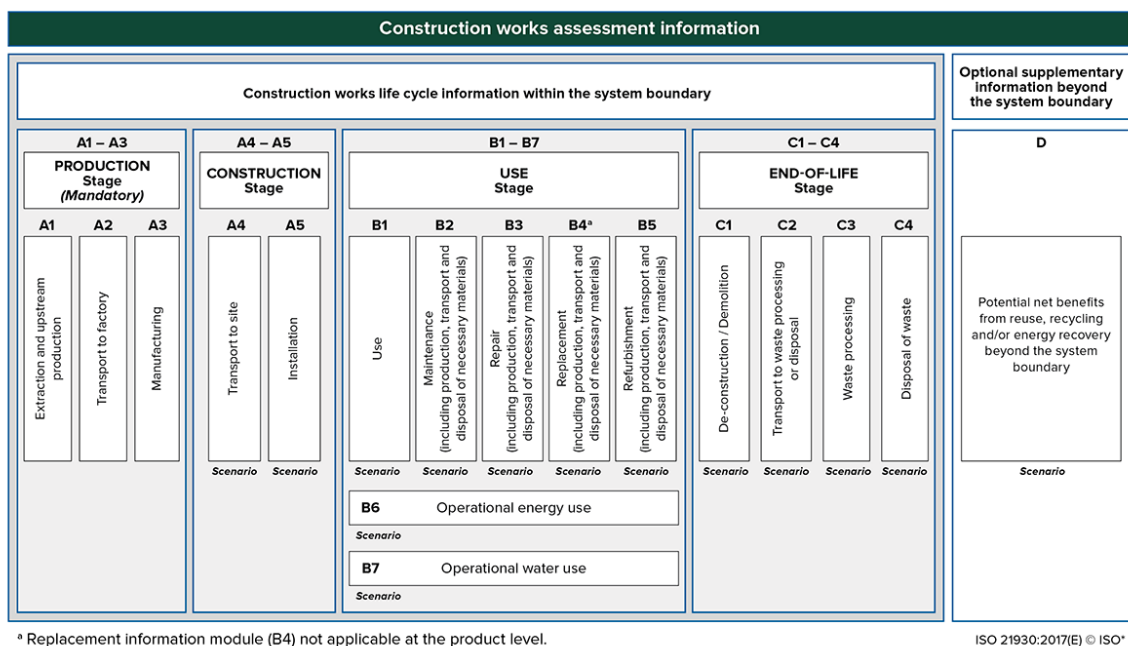 Construction works assessment information
Construction works life cycle information within the system boundary
Optional supplementary
information beyond
the system boundary
A1 – A3
PRODUCTION
Stage
(Mandatory)
A1
A2
A3
Extraction and upstream
production
Transport to factory
Manufacturing
A4 – A5
CONSTRUCTION
Stage
A4
A5
Transport to site
Installation
Scenario
Scenario
B1 – B7
USE
Stage
B1
B2
B3
B4ᵃ
B5
Use
Maintenance
(including production, transport and
disposal of necessary materials)
Repair
(including production, transport and
disposal of necessary materials)
Replacement
(including production, transport and
disposal of necessary materials)
Refurbishment
(including production, transport and
disposal of necessary materials)
Scenario
Scenario
Scenario
Scenario
Scenario
B6 Operational energy use
Scenario
B7 Operational water use
Scenario
C1 – C4
END-OF-LIFE
Stage
C1
C2
C3
C4
De-construction / Demolition
Transport to waste processing
or disposal
Waste processing
Disposal of waste
Scenario
Scenario
Scenario
Scenario
D
Potential net benefits
from reuse, recycling
and/or energy recovery
beyond the system
boundary
Scenario
ᵃ Replacement information module (B4) not applicable at the product level.
ISO 21930:2017(E) © ISO*